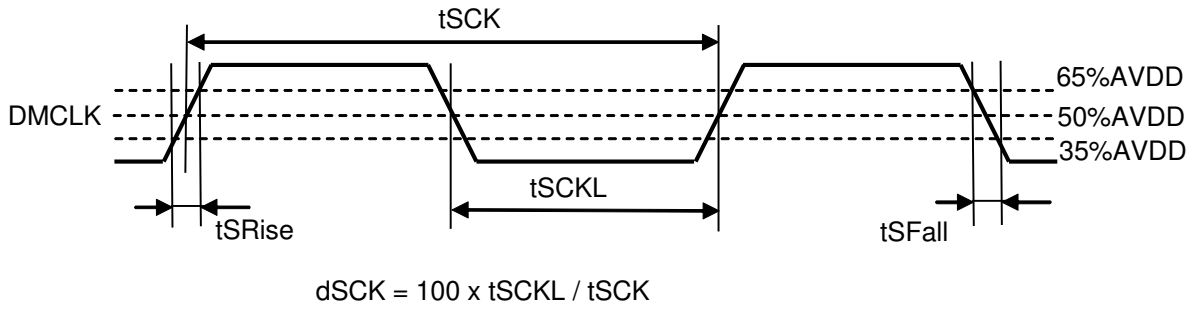 tSCK
65%AVDD
DMCLK
50%AVDD
35%AVDD
tSCKL
tSRise
tSFall
dSCK = 100 x tSCKL / tSCK